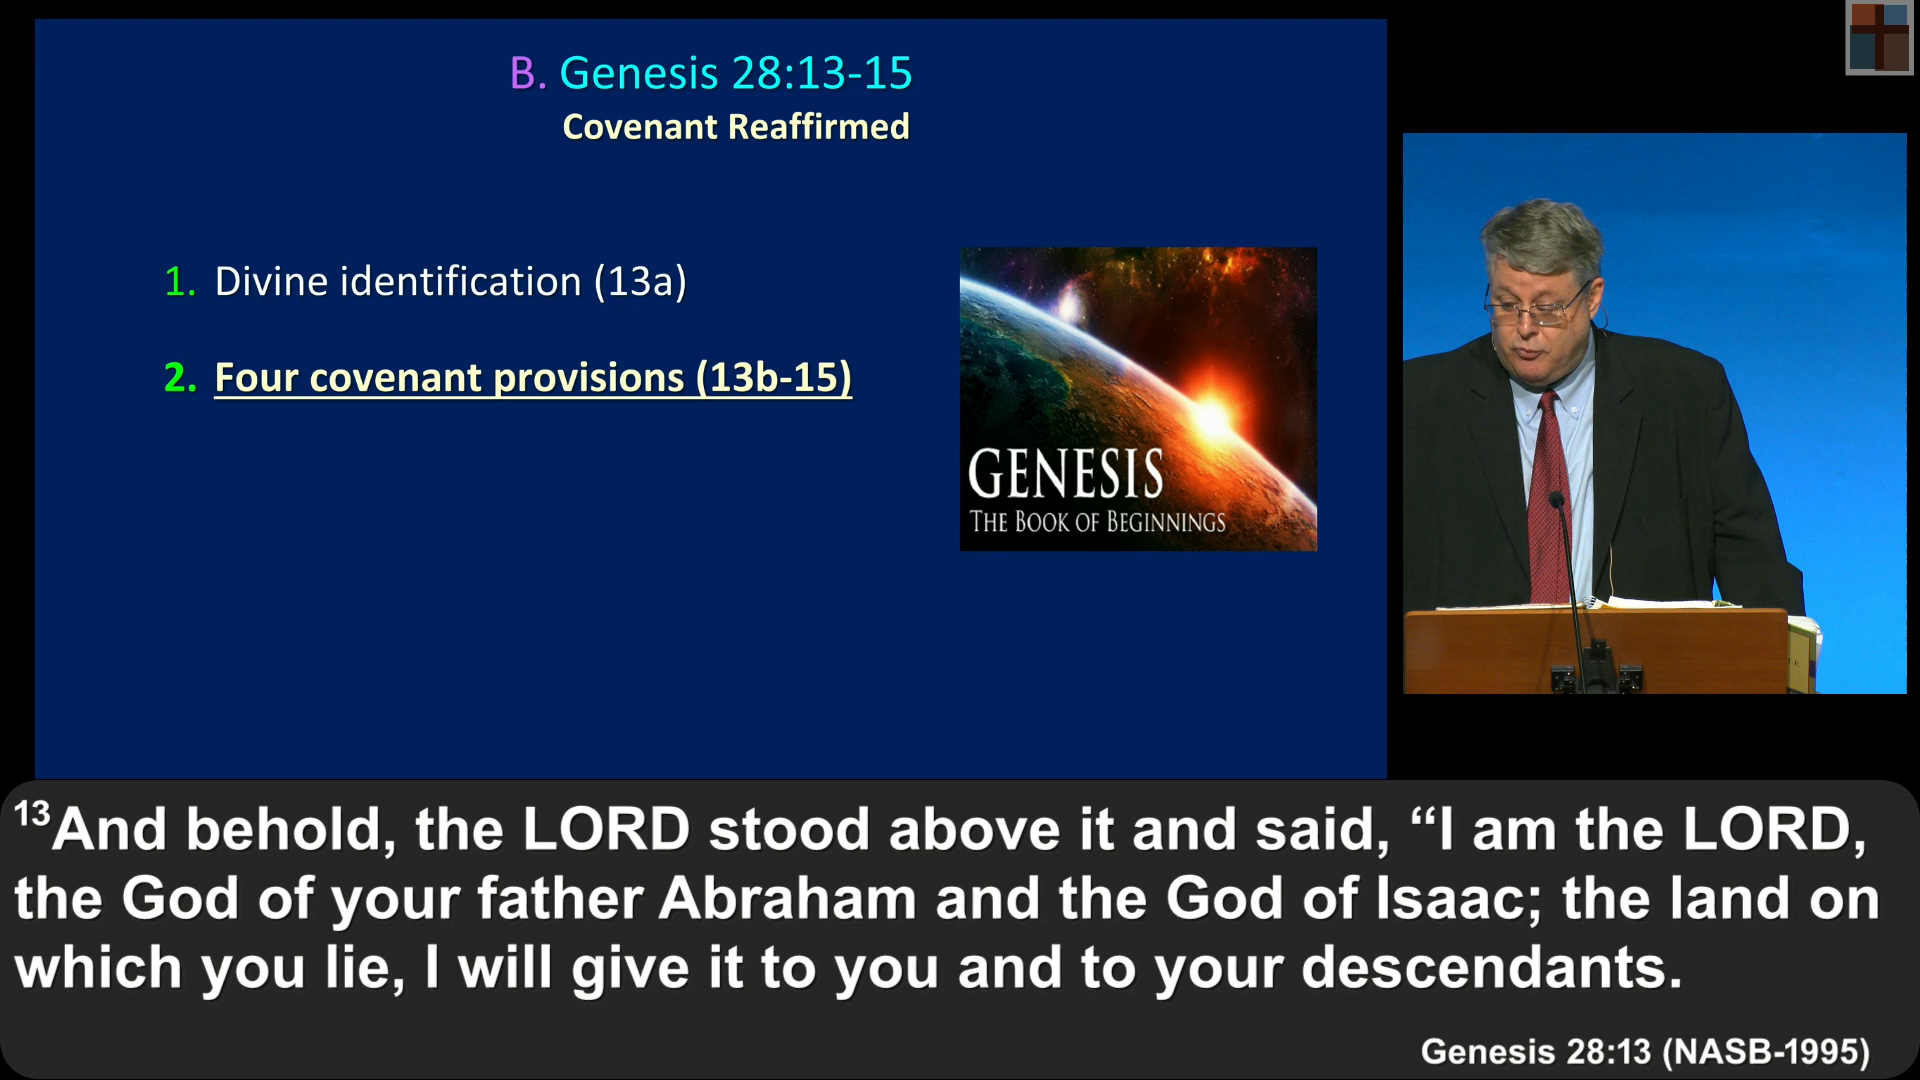 B. Genesis 28:13-15
Covenant Reaffirmed
1. Divine identification (13a)
2. Four covenant provisions (13b-15)
GENESIS
THE BOOK OF BEGINNINGS
13And behold, the LORD stood above it and said, “I am the LORD,
the God of your father Abraham and the God of Isaac; the land on
which you lie, I will give it to you and to your descendants.
Genesis 28:13 (NASB-1995)